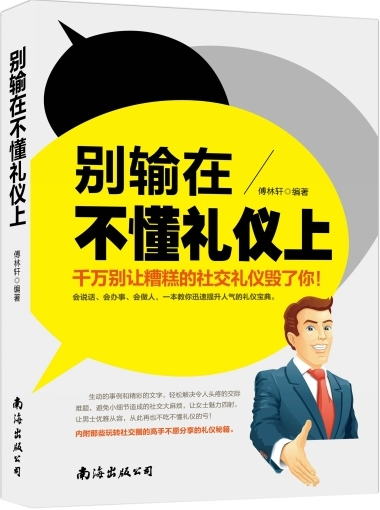 别输在不懂礼仪上
傅林轩◎编著
南海出版公司
别输在
傅林轩◎编著
不懂礼仪上
千万别让糟糕的社交礼仪毁了你！
会说话、会办事、会做人，一本教你迅速提升人气的礼仪宝典。
生动的事例和精彩的文字，轻松解决令人头疼的交际
难题，避免小细节造成的社交大麻烦，让女士魅力四射，
让男士优雅从容，从此再也不吃不懂礼仪的亏！
内附那些玩转社交圈的高手不愿分享的礼仪秘籍。
南海出版公司